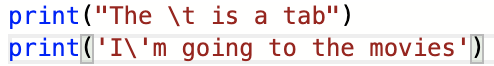 print("The \t is a tab")
print('I\'m going to the movies')